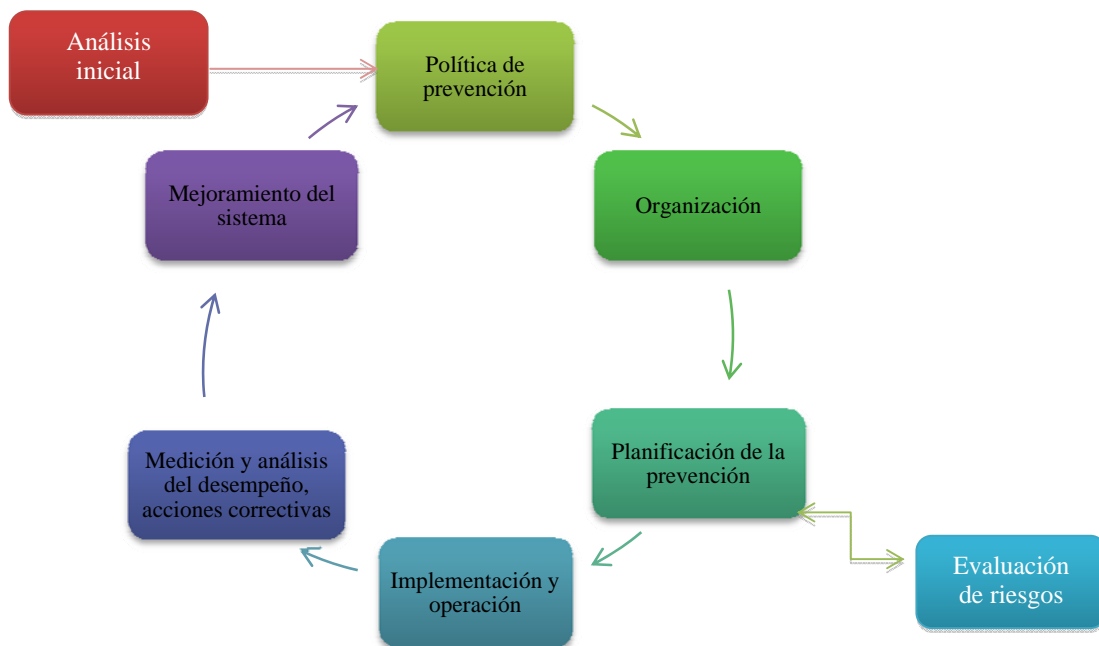 Análisis
inicial
Política de
prevención
Organización
Planificación de la
prevención
Evaluación
de riesgos
Implementación y
operación
Medición y análisis
del desempeño,
acciones correctivas
Mejoramiento del
sistema